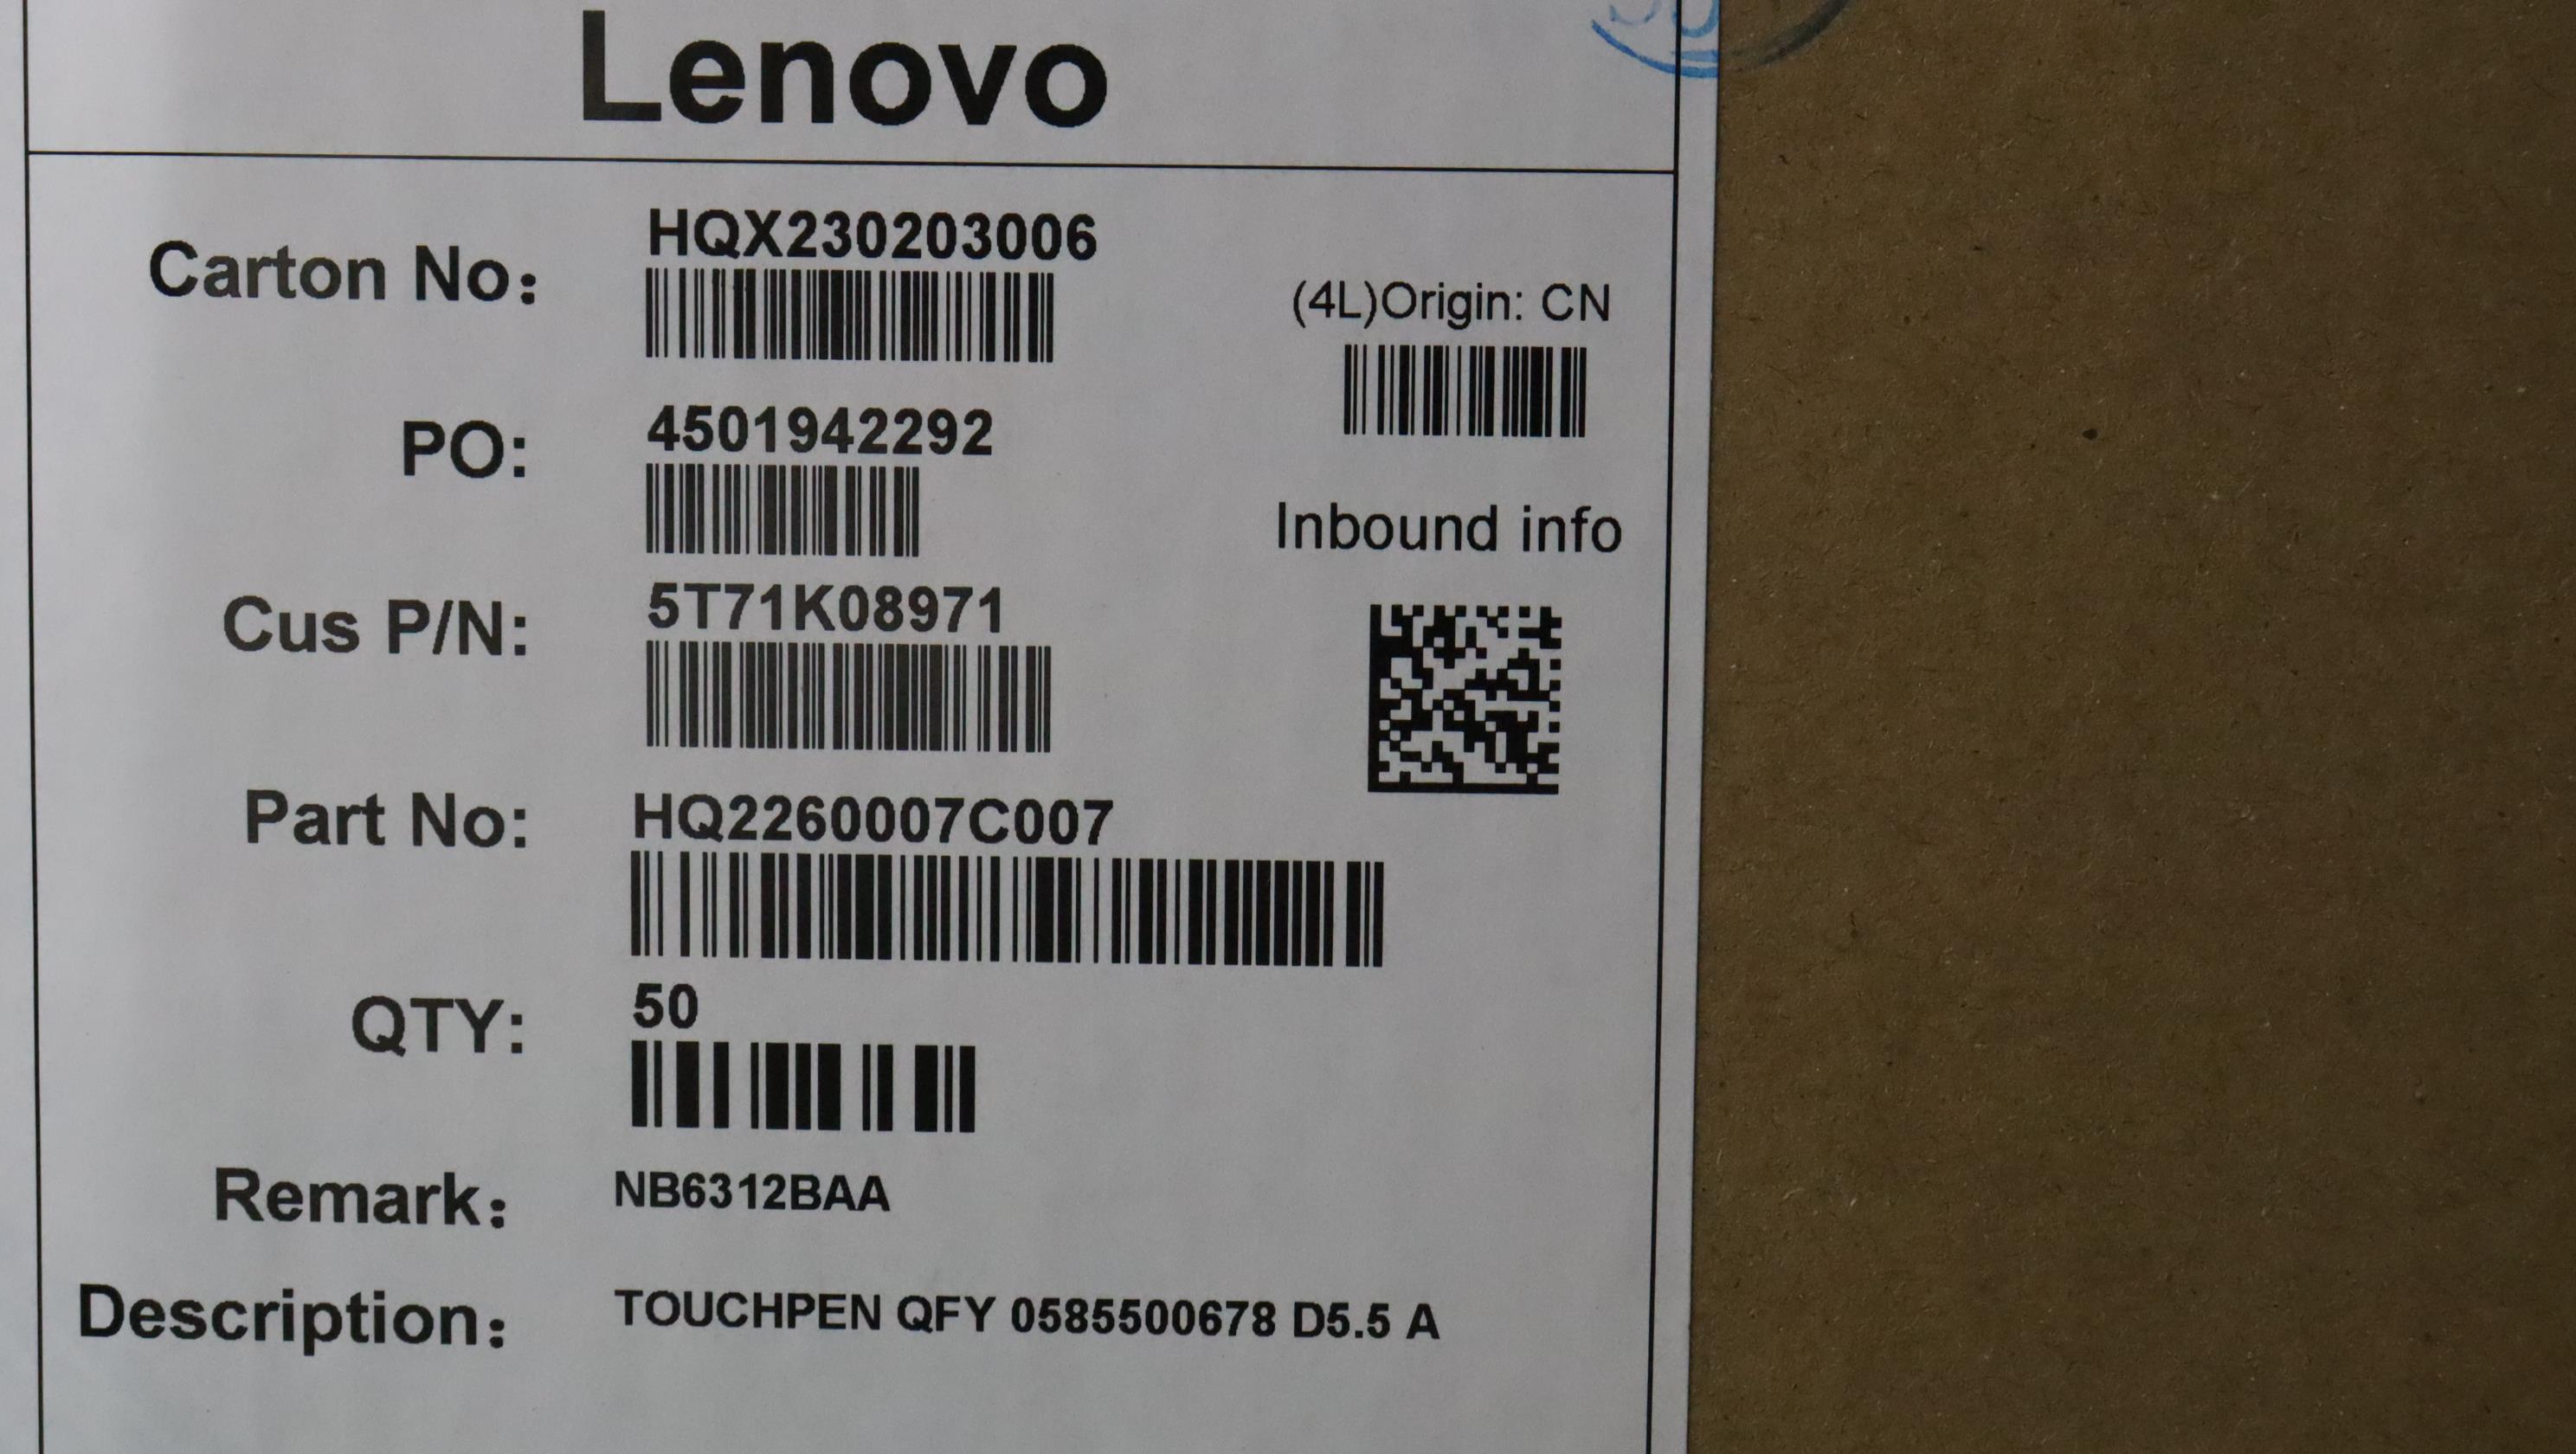 Lenovo
Carton No: HQX230203006
(4L)Origin: CN
PO: 4501942292
Inbound info
Cus P/N: 5T71K08971
Part No: HQ2260007C007
QTY: 50
Remark: NB6312BAA
Description: TOUCHPEN QFY 0585500678 D5.5 A